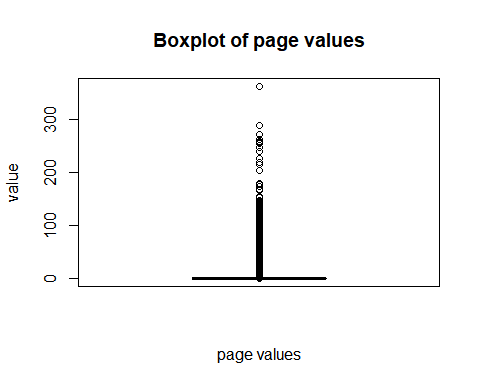 Boxplot of page values
value
300
200
100
0
page values